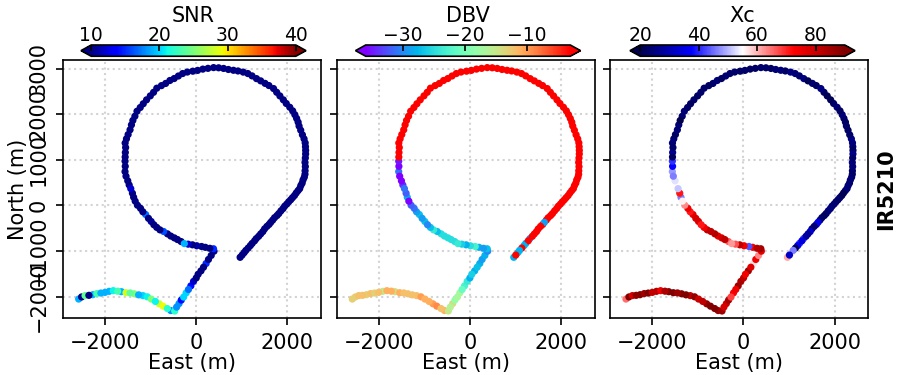 SNR
DBV
Xc
10 20 30 40
−30 −20 −10
20 40 60 80
North (m)
3000
2000
1000
0
−1000
−2000
IR5210
−2000 0 2000
−2000 0 2000
−2000 0 2000
East (m)
East (m)
East (m)